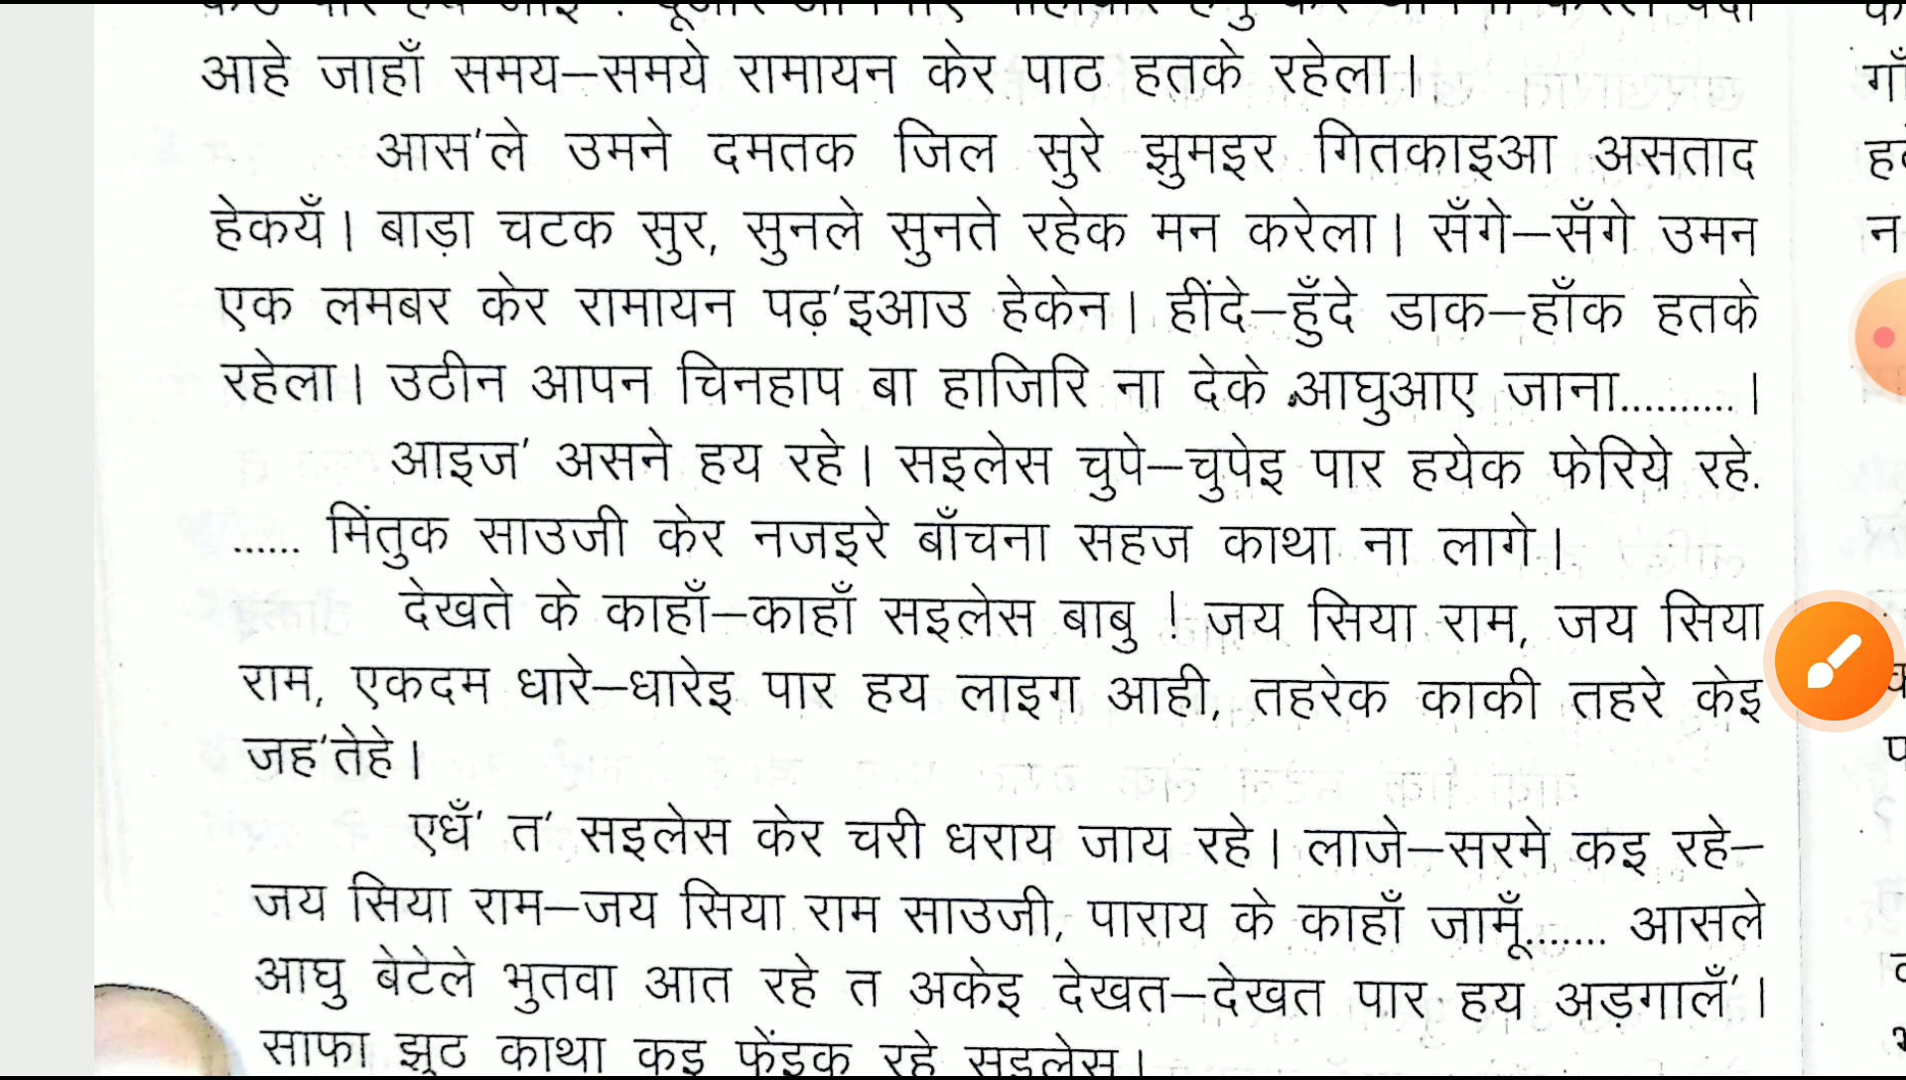 आहे जाहाँ समय–समये रामायन केर पाठ हतके रहेला।
आस'ले उमने दमतक जिल सुरे झुमइर गितकाइआ असताद
हेकयँ। बाड़ा चटक सुर, सुनले सुनते रहेक मन करेला। सँगे–सँगे उमन
एक लमबर केर रामायन पढ़'इआउ हेकेन। हींदे–हुँदे डाक–हाँक हतके
रहेला। उठीन आपन चिनहाप बा हाजिरि ना देके आघुआए जाना..........।
आइज' असने हय रहे। सइलेस चुपे–चुपेइ पार हयेक फेरिये रहे.
...... मिंतुक साउजी केर नजइरे बाँचना सहज काथा ना लागे।
देखते के काहाँ–काहाँ सइलेस बाबु ! जय सिया राम, जय सिया
राम, एकदम धारे–धारेइ पार हय लाइग आही, तहरेक काकी तहरे केइ
जह'तेहे।
एधँ' त' सइलेस केर चरी धराय जाय रहे। लाजे–सरमे कइ रहे–
जय सिया राम–जय सिया राम साउजी, पाराय के काहाँ जामूँ....... आसले
आघु बेटेले भुतवा आत रहे त अकेइ देखत–देखत पार हय अड़गालँ'।
साफा झुठ काथा कइ फेंइक रहे सइलेस।